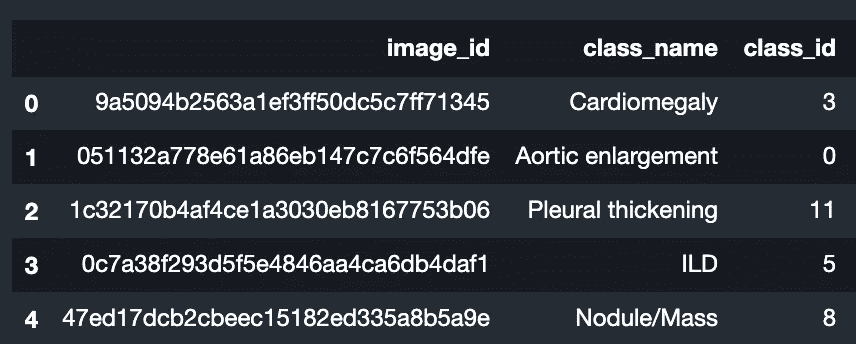 image_id class_name class_id
0 9a5094b2563a1ef3ff50dc5c7ff71345 Cardiomegaly 3
1 051132a778e61a86eb147c7c6f564dfe Aortic enlargement 0
2 1c32170b4af4ce1a3030eb8167753b06 Pleural thickening 11
3 0c7a38f293d5f5e4846aa4ca6db4daf1 ILD 5
4 47ed17dcb2cbeec15182ed335a8b5a9e Nodule/Mass 8